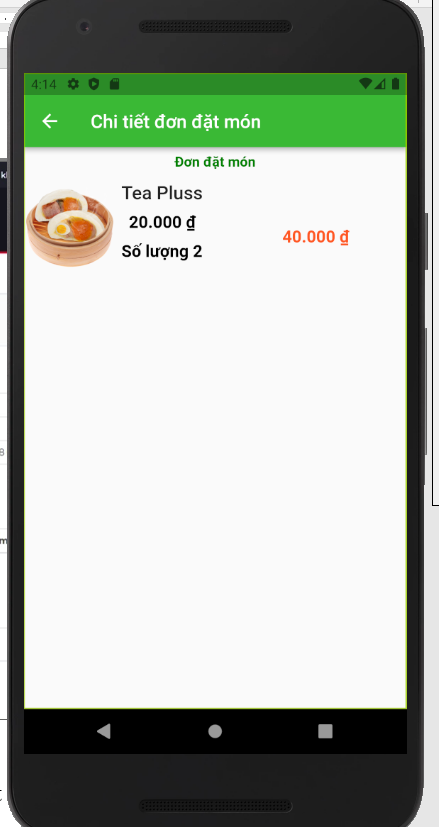 4:14
Chi tiết đơn đặt món
Đơn đặt món
Tea Pluss
20.000 ₫
Số lượng 2
40.000 ₫